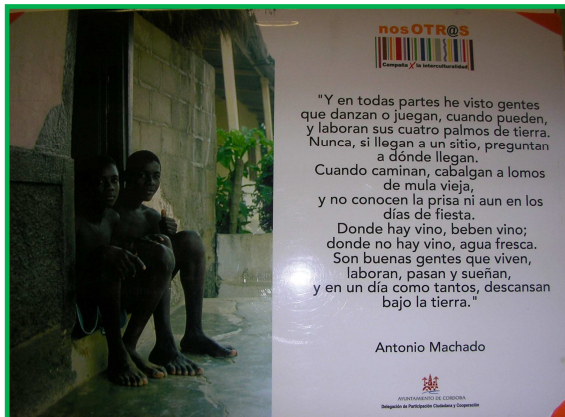 nosOTR@S
Campaña X la interculturalidad
"Y en todas partes he visto gentes
que danzan o juegan, cuando pueden,
y laboran sus cuatro palmos de tierra.
Nunca, si llegan a un sitio, preguntan
a dónde llegan.
Cuando caminan, cabalgan a lomos
de mula vieja,
y no conocen la prisa ni aun en los
días de fiesta.
Donde hay vino, beben vino;
donde no hay vino, agua fresca.
Son buenas gentes que viven,
laboran, pasan y sueñan,
y en un día como tantos, descansan
bajo la tierra."
Antonio Machado
AYUNTAMIENTO DE CORDOBA
Delegación de Participación Ciudadana y Cooperación